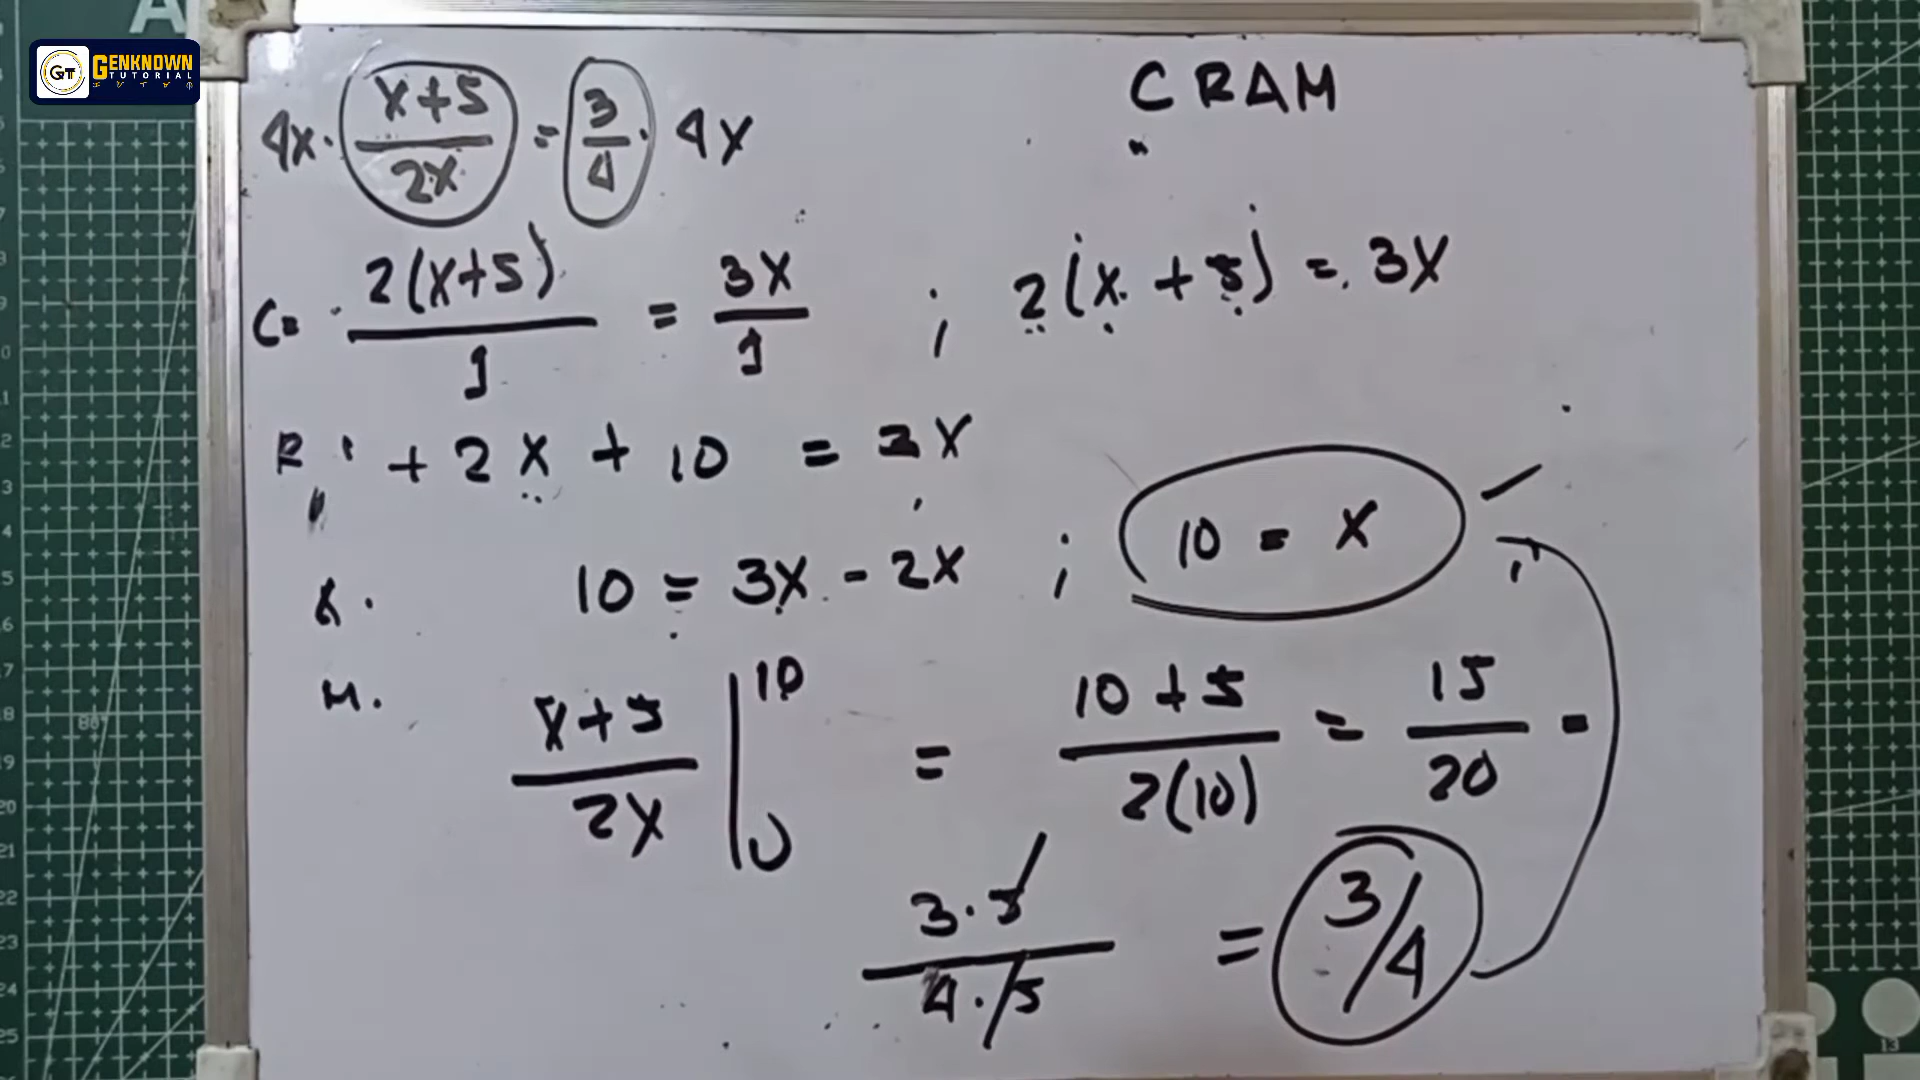 GT GENKNOWN
TUTORIAL
CRAM
4x · (x+5)/(2x) = 3/4 · 4x
C= 2(x+5)/1 = 3x/1 ; 2(x + 5) = 3x
R + 2x + 10 = 3x
A. 10 = 3x - 2x ; 10 = x
M. (x+5)/(2x) | 10 = (10 + 5)/(2(10)) = 15/20 =
(3·5)/(4·5) = 3/4